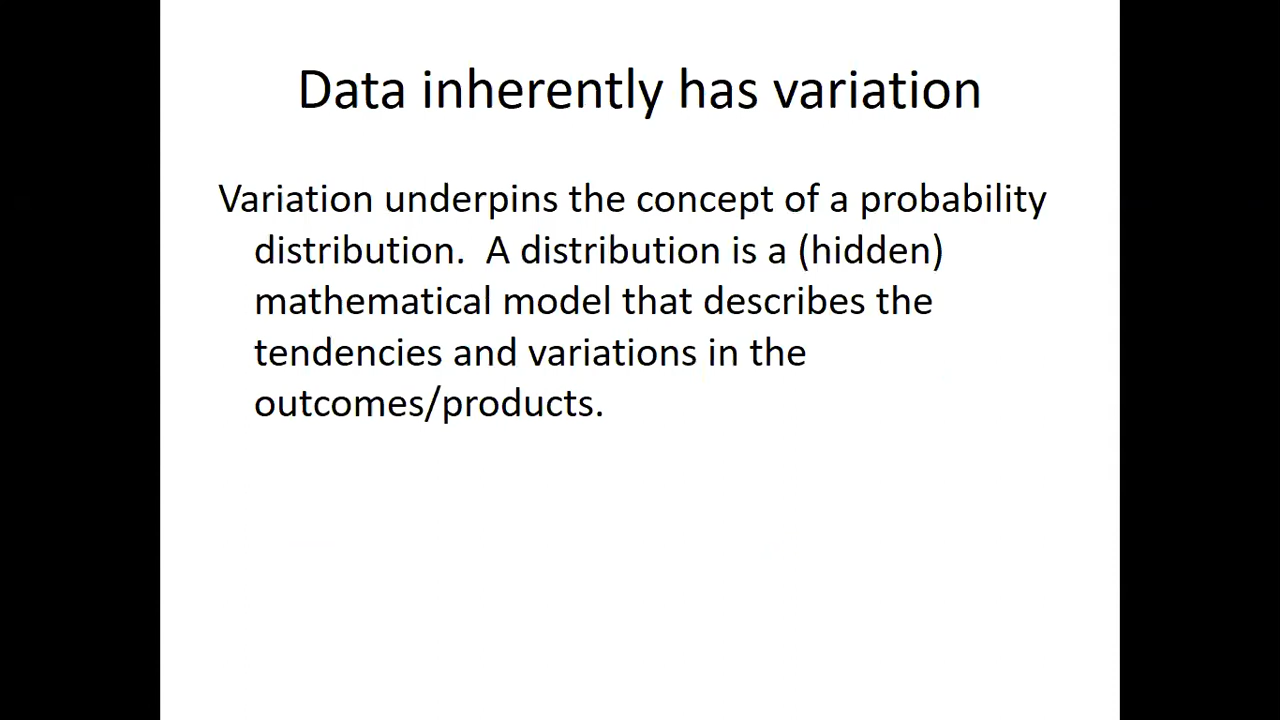 Data inherently has variation
Variation underpins the concept of a probability
distribution.  A distribution is a (hidden)
mathematical model that describes the
tendencies and variations in the
outcomes/products.